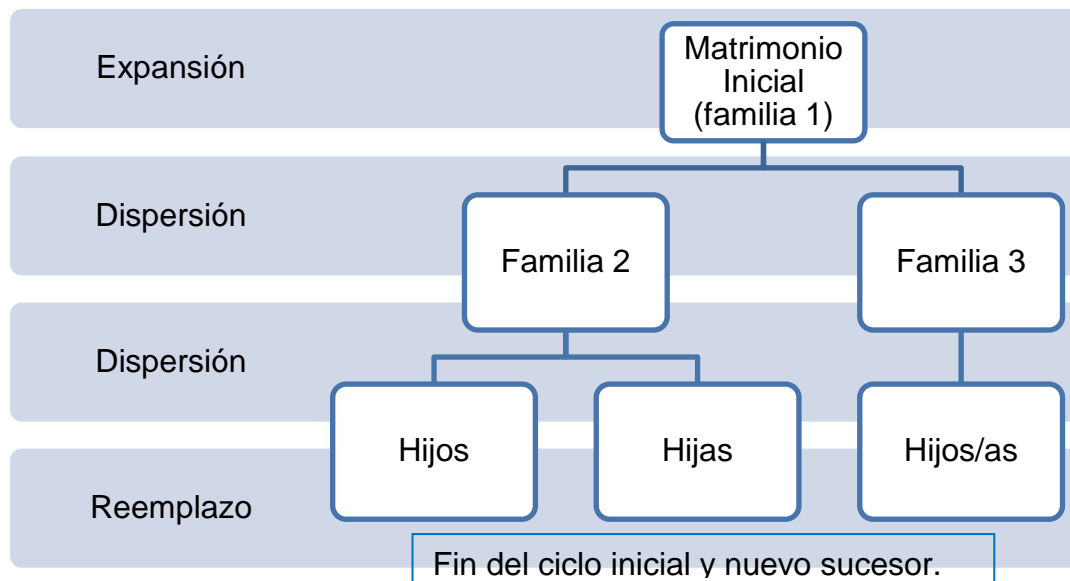 Expansión
Matrimonio
Inicial
(familia 1)
Dispersión
Familia 2
Familia 3
Dispersión
Hijos
Hijas
Hijos/as
Reemplazo
Fin del ciclo inicial y nuevo sucesor.